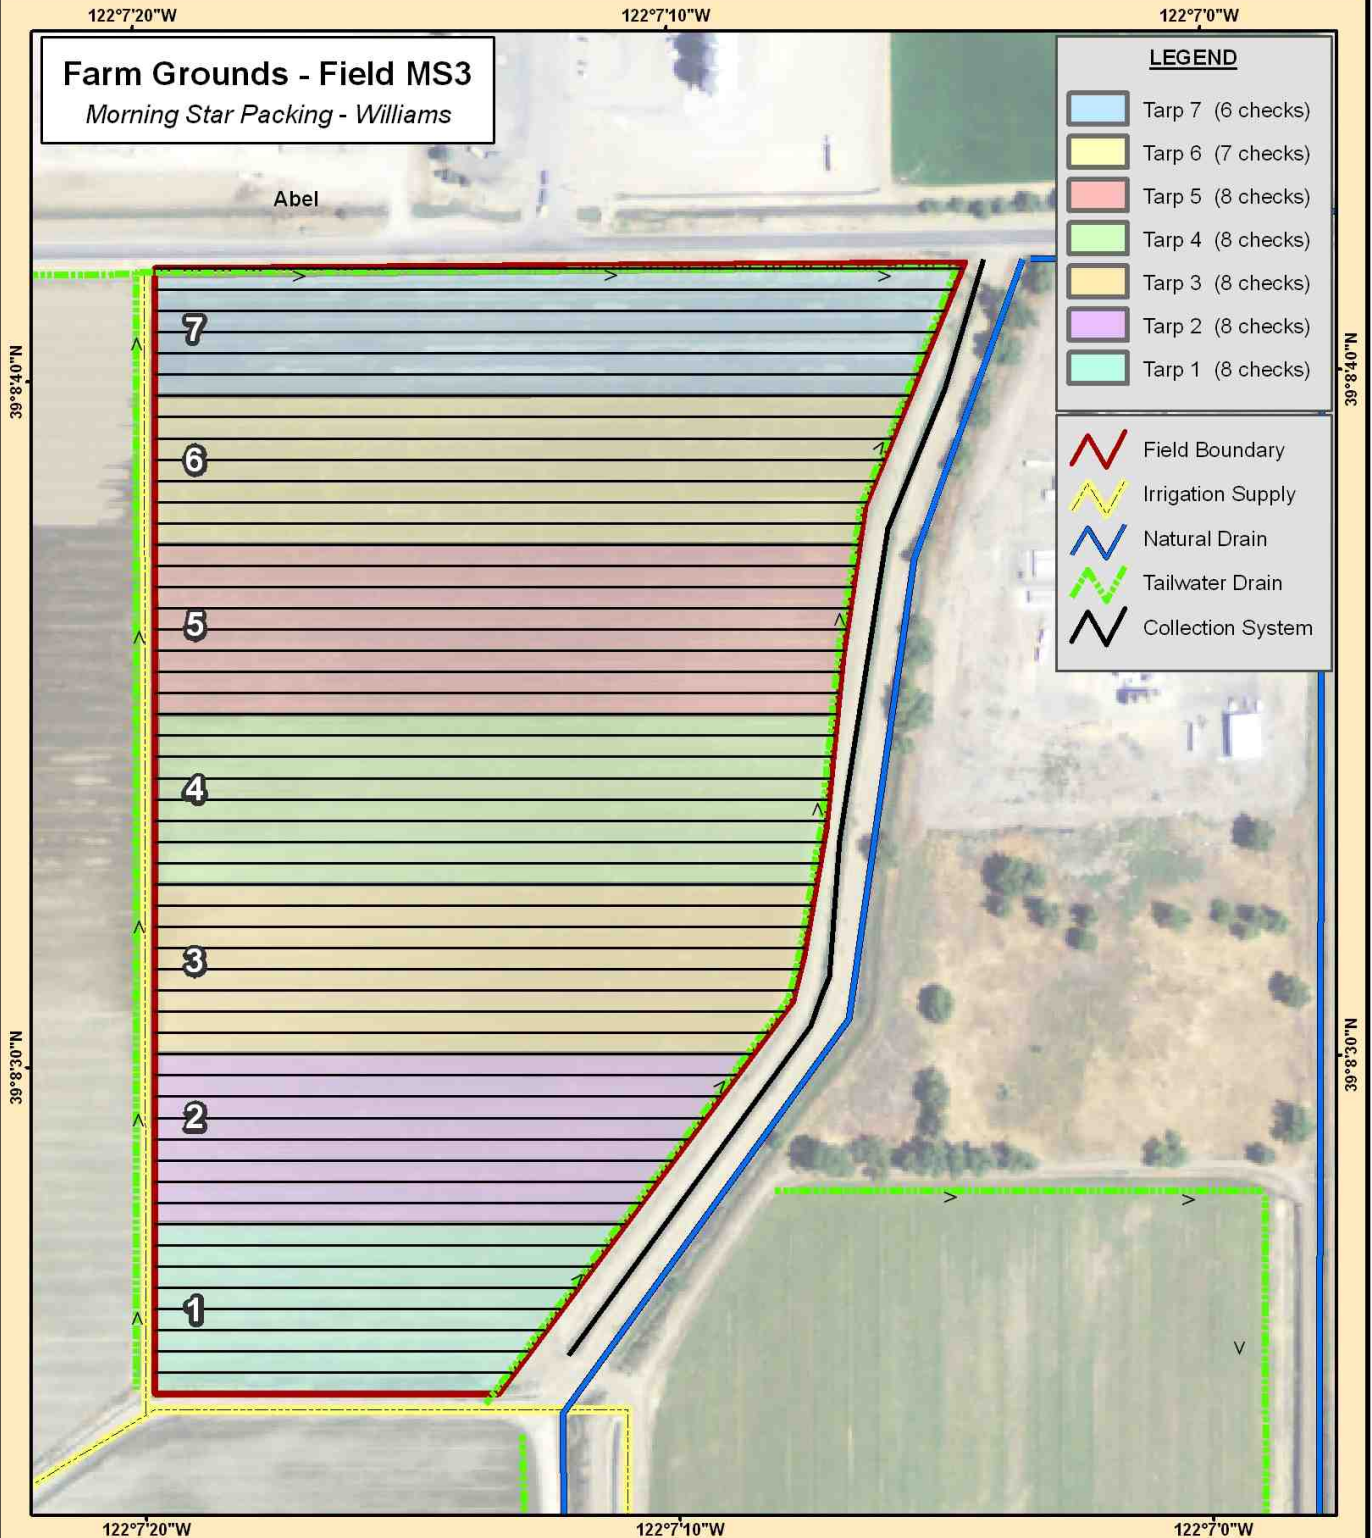 122°7'20"W 122°7'10"W 122°7'0"W
Farm Grounds - Field MS3
Morning Star Packing - Williams
LEGEND
Tarp 7 (6 checks)
Tarp 6 (7 checks)
Tarp 5 (8 checks)
Tarp 4 (8 checks)
Tarp 3 (8 checks)
Tarp 2 (8 checks)
Tarp 1 (8 checks)
Field Boundary
Irrigation Supply
Natural Drain
Tailwater Drain
Collection System
Abel
7
39°8'40"N
39°8'40"N
6
5
4
3
39°8'30"N
39°8'30"N
2
1
122°7'20"W 122°7'10"W 122°7'0"W